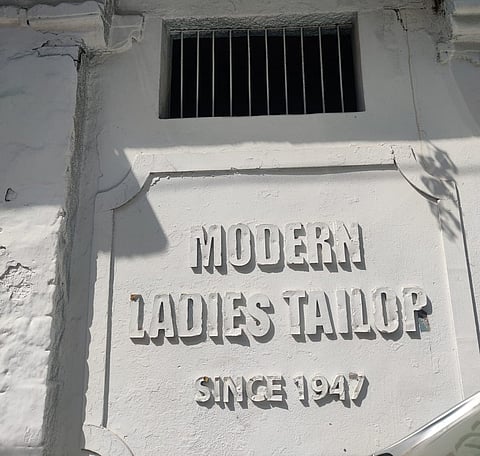 MODERN
LADIES TAILOP
SINCE 1947